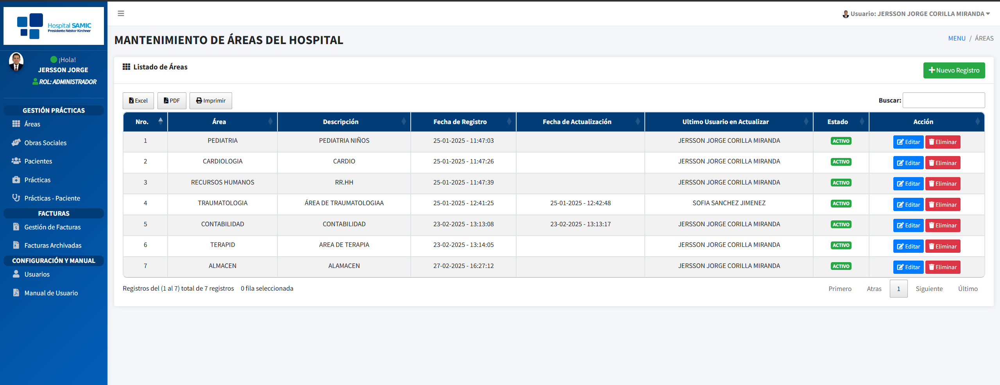 Hospital SAMIC
Presidente Néstor Kirchner
¡Hola!
JERSSON JORGE
ROL: ADMINISTRADOR
GESTIÓN PRÁCTICAS
Áreas
Obras Sociales
Pacientes
Prácticas
Prácticas - Paciente
FACTURAS
Gestión de Facturas
Facturas Archivadas
CONFIGURACIÓN Y MANUAL
Usuarios
Manual de Usuario
Usuario: JERSSON JORGE CORILLA MIRANDA
MANTENIMIENTO DE ÁREAS DEL HOSPITAL
MENU / ÁREAS
Listado de Áreas
Nuevo Registro
Excel PDF Imprimir
Buscar:
Nro. Área Descripción Fecha de Registro Fecha de Actualización Ultimo Usuario en Actualizar Estado Acción
1 PEDIATRIA PEDIATRIA NIÑOS 25-01-2025 - 11:47:03 JERSSON JORGE CORILLA MIRANDA ACTIVO Editar Eliminar
2 CARDIOLOGIA CARDIO 25-01-2025 - 11:47:26 JERSSON JORGE CORILLA MIRANDA ACTIVO Editar Eliminar
3 RECURSOS HUMANOS RR.HH 25-01-2025 - 11:47:39 JERSSON JORGE CORILLA MIRANDA ACTIVO Editar Eliminar
4 TRAUMATOLOGIA ÁREA DE TRAUMATOLOGIAA 25-01-2025 - 12:41:25 25-01-2025 - 12:42:48 SOFIA SANCHEZ JIMENEZ ACTIVO Editar Eliminar
5 CONTABILIDAD CONTABILIDAD 23-02-2025 - 13:13:08 23-02-2025 - 13:13:17 JERSSON JORGE CORILLA MIRANDA ACTIVO Editar Eliminar
6 TERAPID AREA DE TERAPIA 23-02-2025 - 13:14:05 JERSSON JORGE CORILLA MIRANDA ACTIVO Editar Eliminar
7 ALMACEN ALAMACEN 27-02-2025 - 16:27:12 JERSSON JORGE CORILLA MIRANDA ACTIVO Editar Eliminar
Registros del (1 al 7) total de 7 registros 0 fila seleccionada
Primero Atras 1 Siguiente Último